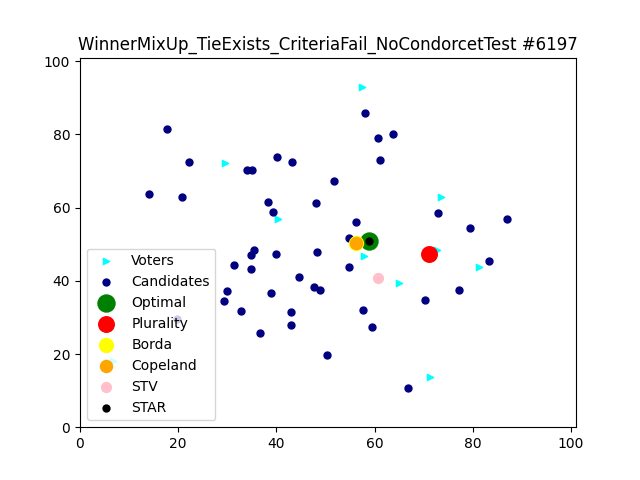 WinnerMixUp_TieExists_CriteriaFail_NoCondorcetTest #6197
100
80
60
40
20
0
0 20 40 60 80 100
Voters
Candidates
Optimal
Plurality
Borda
Copeland
STV
STAR